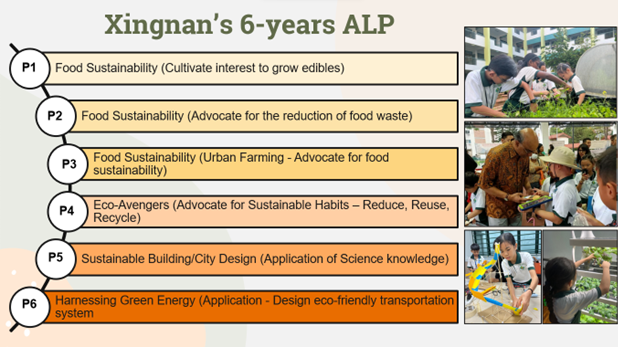 Xingnan's 6-years ALP
P1
Food Sustainability (Cultivate interest to grow edibles)
P2
Food Sustainability (Advocate for the reduction of food waste)
P3
Food Sustainability (Urban Farming - Advocate for food
sustainability)
P4
Eco-Avengers (Advocate for Sustainable Habits – Reduce, Reuse,
Recycle)
P5
Sustainable Building/City Design (Application of Science knowledge)
P6
Harnessing Green Energy (Application - Design eco-friendly transportation
system